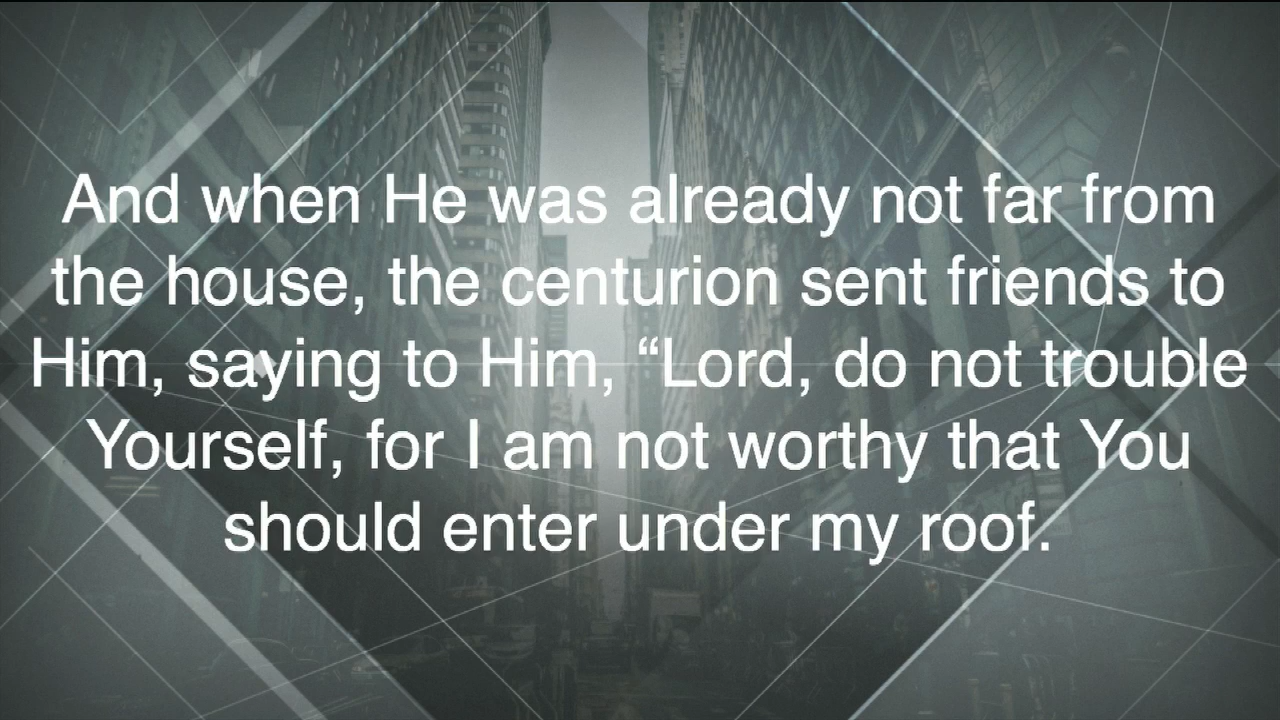 And when He was already not far from
the house, the centurion sent friends to
Him, saying to Him, “Lord, do not trouble
Yourself, for I am not worthy that You
should enter under my roof.